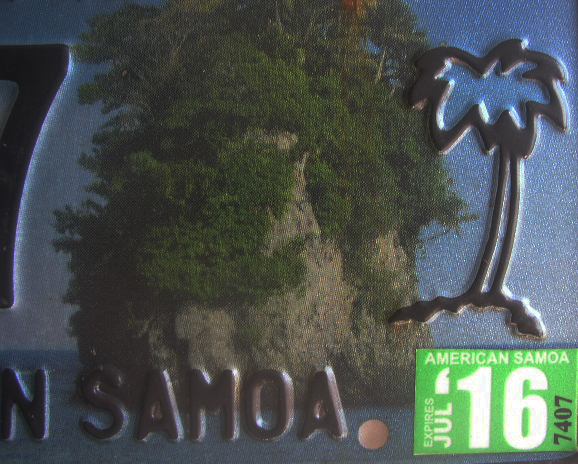 7
N SAMOA
AMERICAN SAMOA
EXPIRES
JUL '16
7407